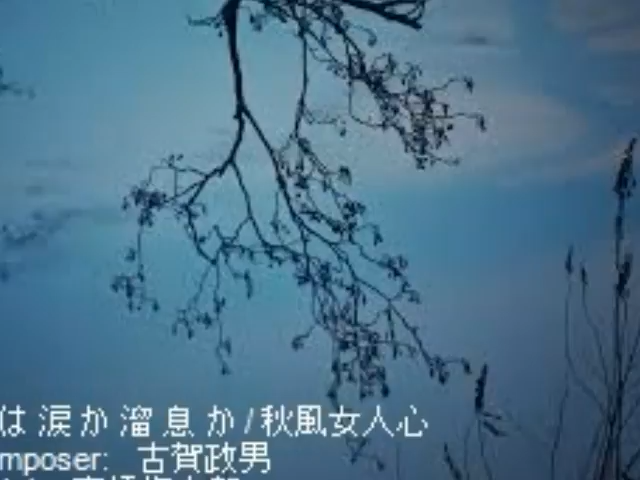 は 涙 か 溜 息 か / 秋風女人心
mposer: 古賀政男